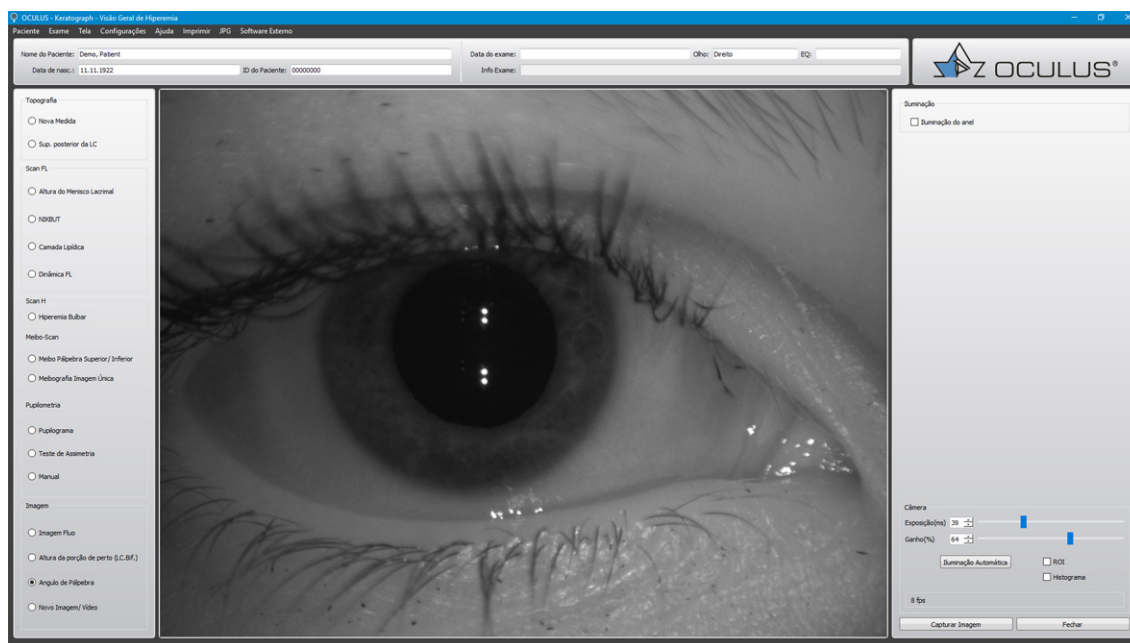 OCULUS - Keratograph - Visão Geral de Hiperemia
Paciente Exame Tela Configurações Ajuda Imprimir JPG Software Externo
Nome do Paciente: Demo, Patient
Data de nasc.: 11.11.1922 ID do Paciente: 00000000
Data do exame: Olho: Direito EQ:
Info Exame:
OCULUS®
Topografia
Nova Medida
Sup. posterior da LC
Scan FL
Altura do Menisco Lacrimal
NIKBUT
Camada Lipídica
Dinâmica FL
Scan H
Hiperemia Bulbar
Meibo-Scan
Meibo Pálpebra Superior/Inferior
Meibografia Imagem Única
Pupilometria
Pupilograma
Teste de Assimetria
Manual
Imagem
Imagem Fluo
Altura da porção de perto (LC.Bif.)
Angulo de Pálpebra
Novo Imagem/ Vídeo
Iluminação
Iluminação do anel
Câmera
Exposição(ms) 39
Ganho(%) 64
Iluminação Automática ROI
Histograma
8 fps
Capturar Imagem Fechar